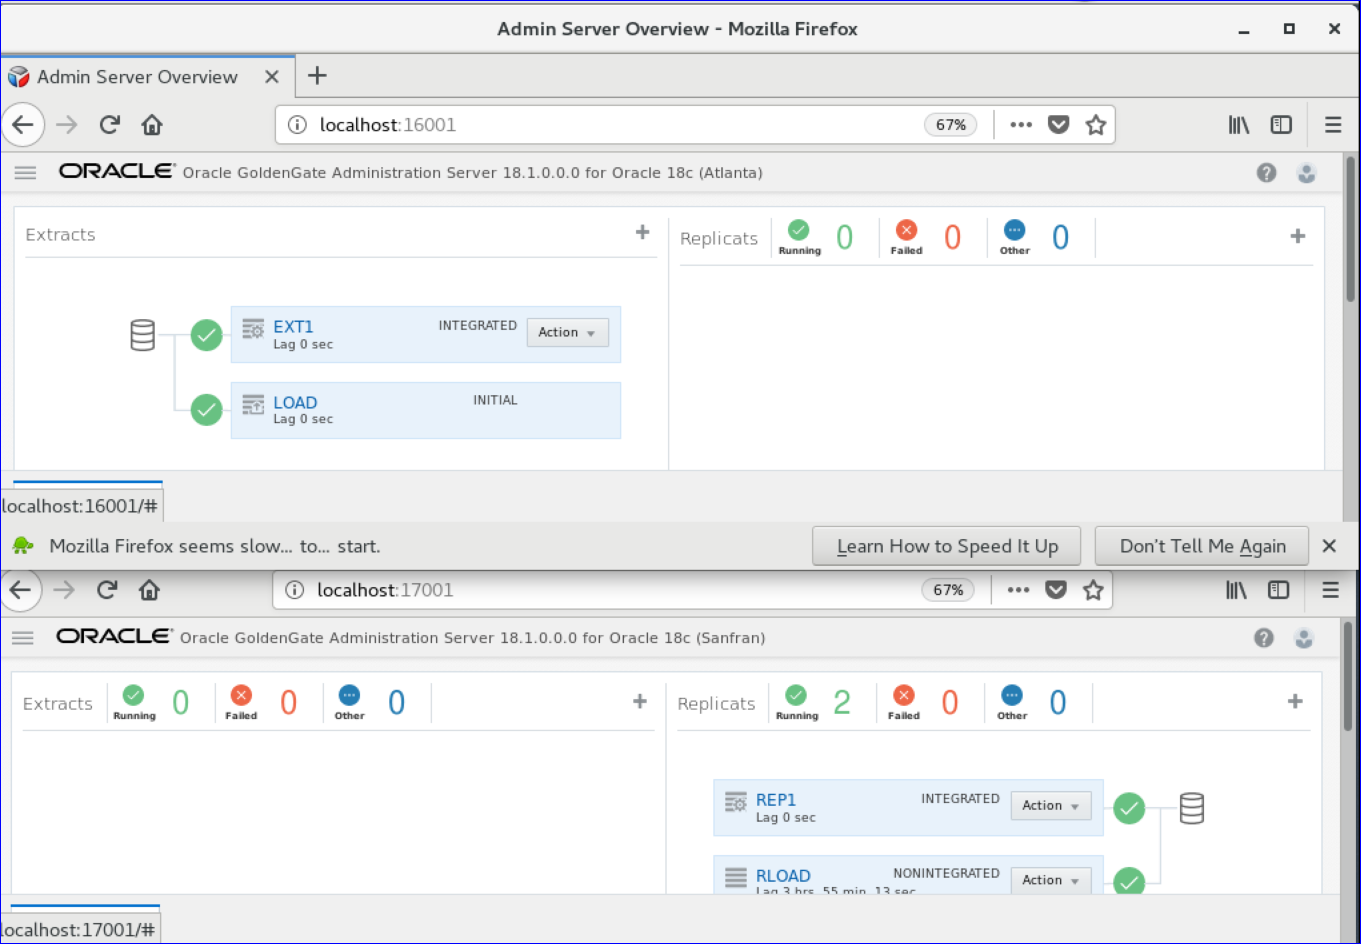 Admin Server Overview - Mozilla Firefox
Admin Server Overview
localhost:16001
67%
ORACLE® Oracle GoldenGate Administration Server 18.1.0.0.0 for Oracle 18c (Atlanta)
Extracts
Replicats
Running
0
Failed
0
Other
0
EXT1
Lag 0 sec
INTEGRATED
Action
LOAD
Lag 0 sec
INITIAL
localhost:16001/#
Mozilla Firefox seems slow... to... start.
Learn How to Speed It Up
Don't Tell Me Again
localhost:17001
67%
ORACLE® Oracle GoldenGate Administration Server 18.1.0.0.0 for Oracle 18c (Sanfran)
Extracts
Running
0
Failed
0
Other
0
Replicats
Running
2
Failed
0
Other
0
REP1
Lag 0 sec
INTEGRATED
Action
RLOAD
Lag 3 hrs, 55 min, 13 sec
NONINTEGRATED
Action
localhost:17001/#